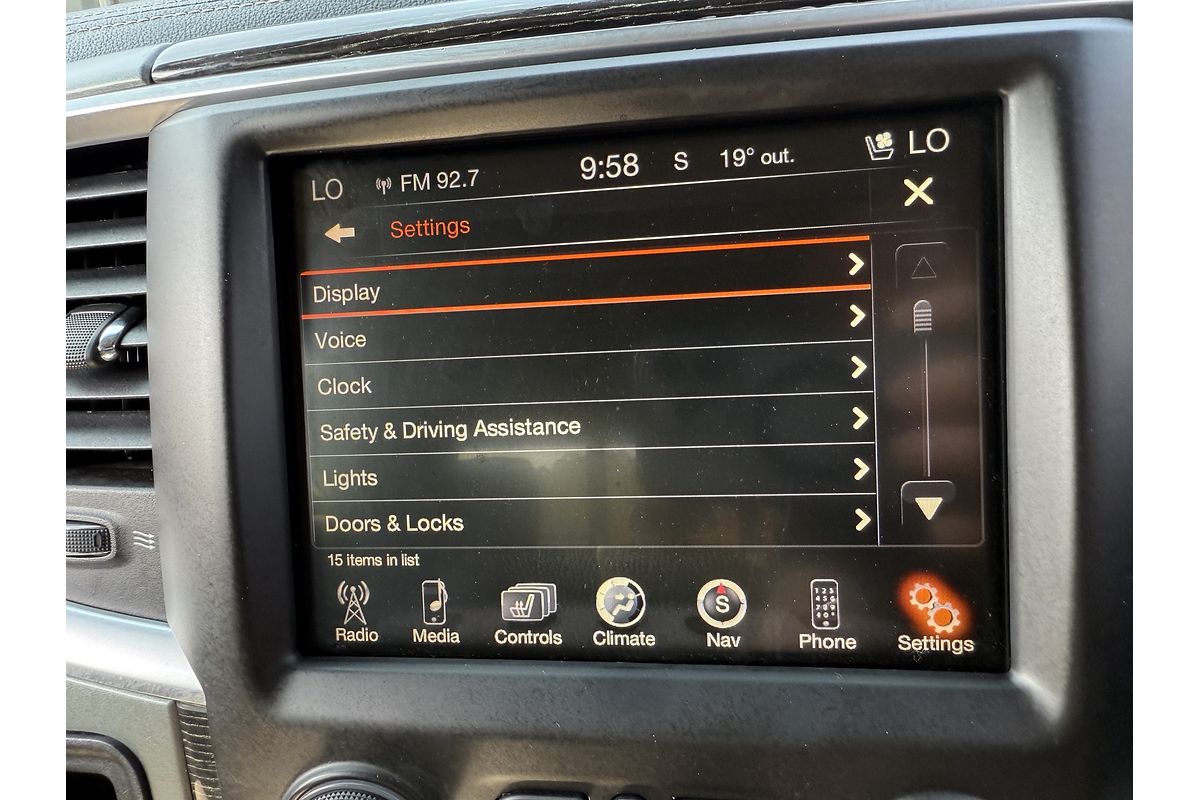 LO FM 92.7 9:58 S 19° out. LO
Settings
Display
Voice
Clock
Safety & Driving Assistance
Lights
Doors & Locks
15 items in list
S
Radio Media Controls Climate Nav Phone Settings